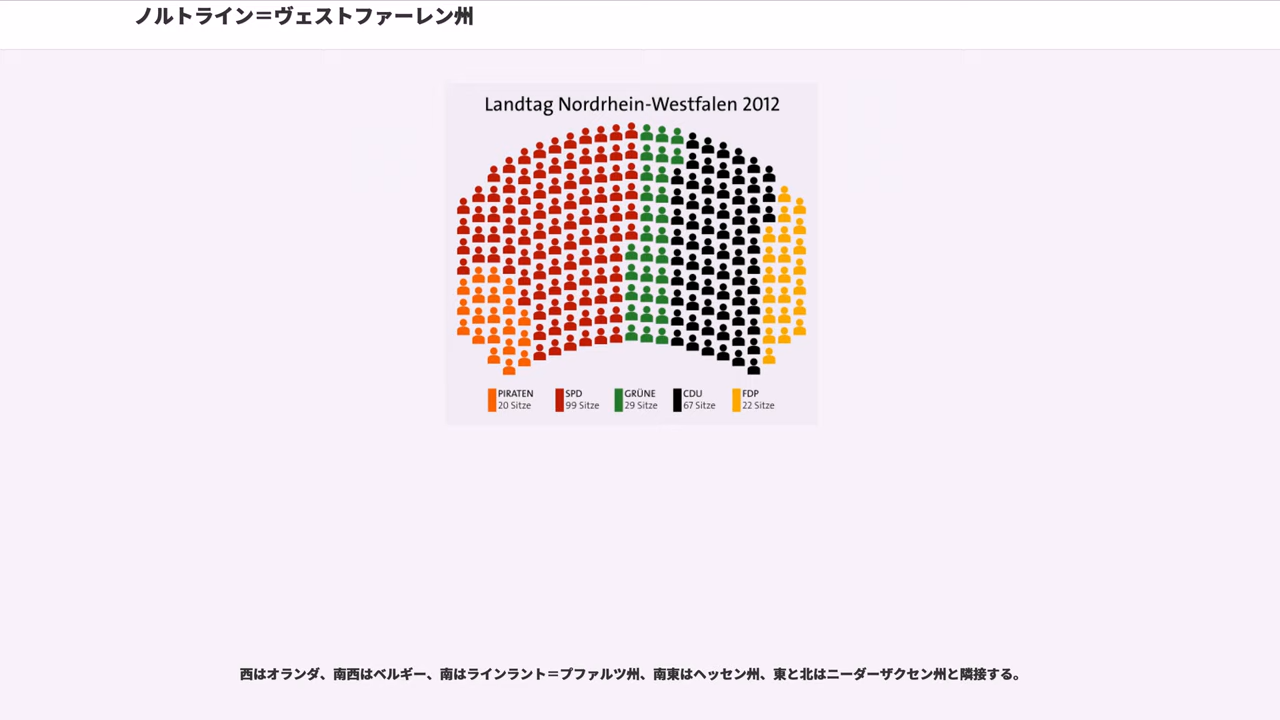 ノルトライン＝ヴェストファーレン州
Landtag Nordrhein-Westfalen 2012
PIRATEN SPD GRÜNE CDU FDP
20 Sitze 99 Sitze 29 Sitze 67 Sitze 22 Sitze
西はオランダ、南西はベルギー、南はラインラント＝プファルツ州、南東はヘッセン州、東と北はニーダーザクセン州と隣接する。